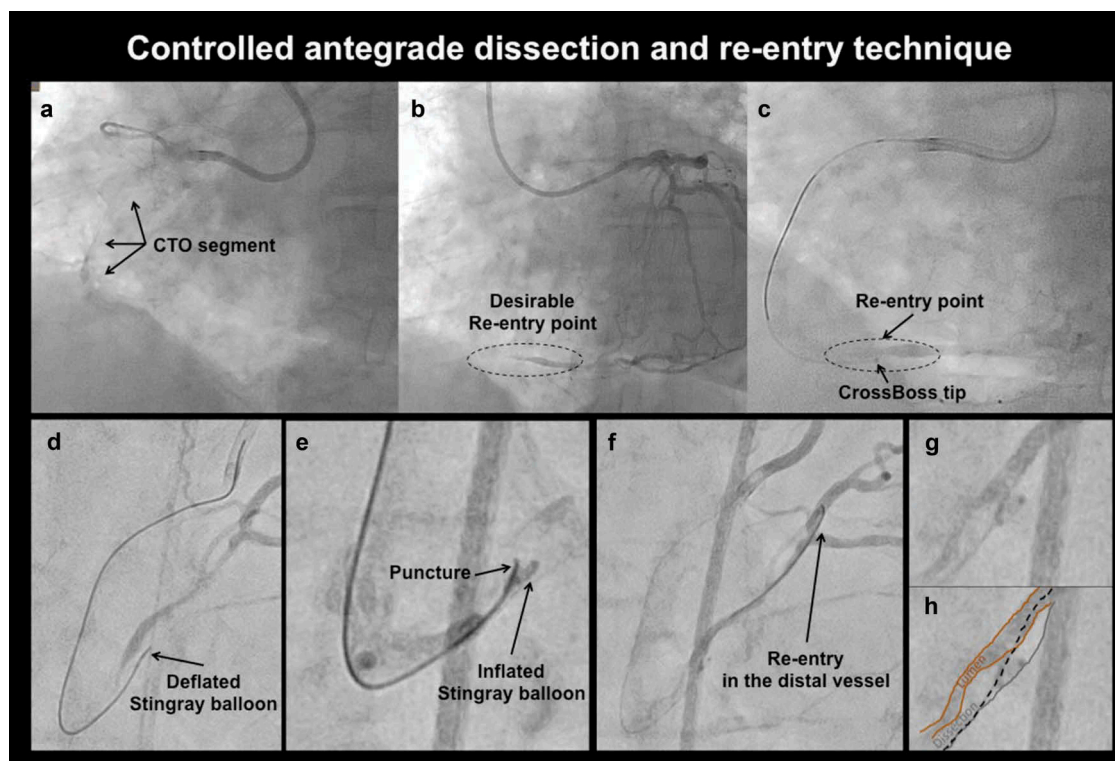 Controlled antegrade dissection and re-entry technique
a
CTO segment
b
Desirable
Re-entry point
c
Re-entry point
CrossBoss tip
d
Deflated
Stingray balloon
e
Puncture
Inflated
Stingray balloon
f
Re-entry
in the distal vessel
g
h
Lumen
Dissection